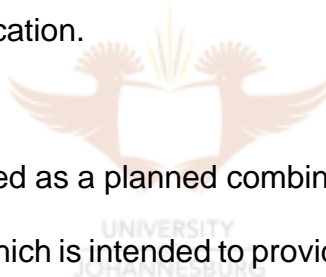 cation.
ed as a planned combin
UNIVERSITY
hich is intended to provid
JOHANNESBURG